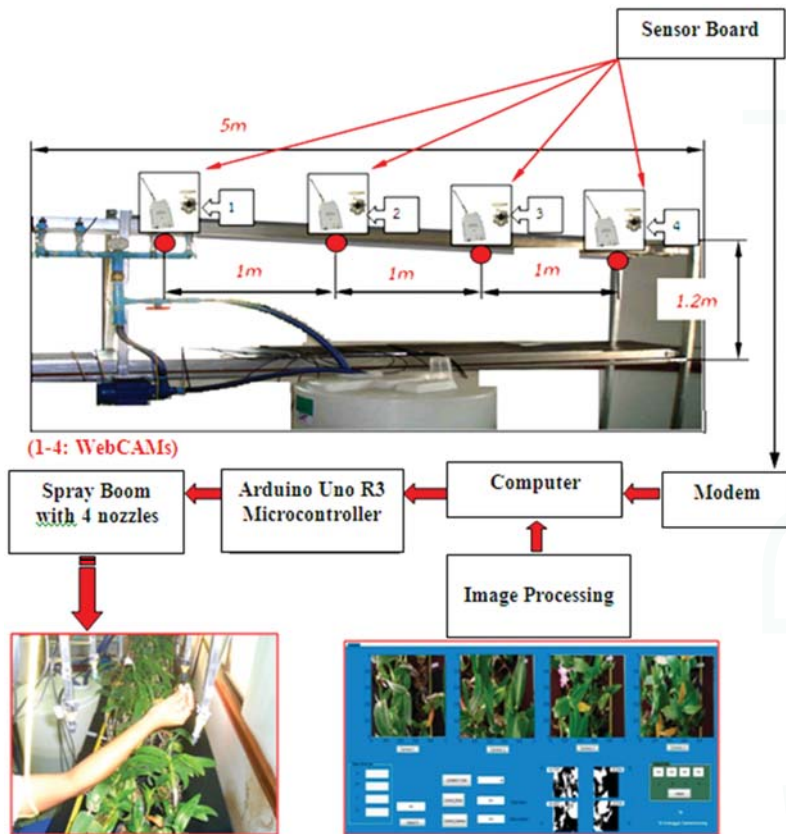 Sensor Board
5m
1
2
3
4
1m
1m
1m
1.2m
(1-4: WebCAMs)
Spray Boom
with 4 nozzles
Arduino Uno R3
Microcontroller
Computer
Modem
Image Processing